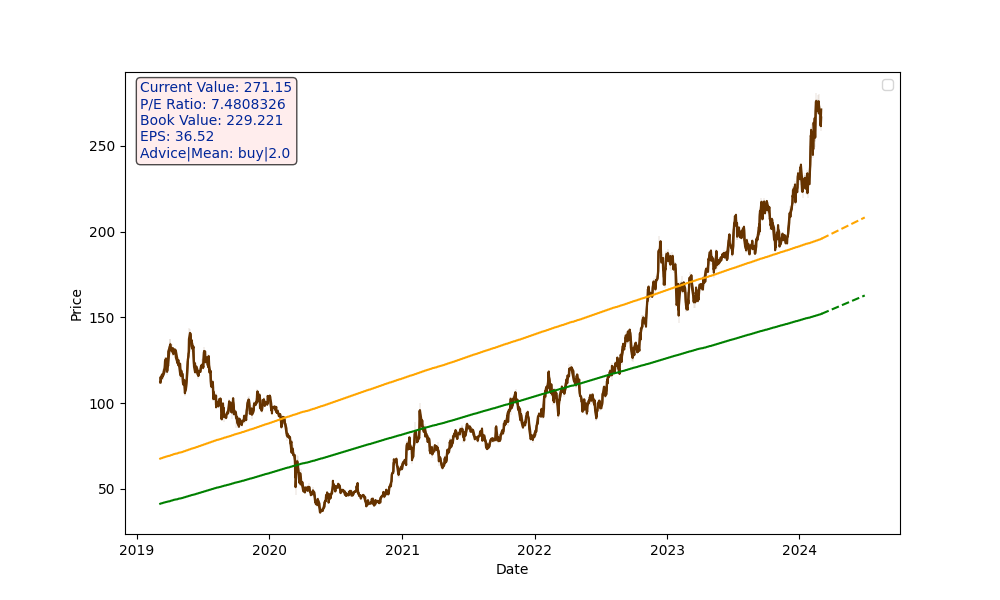 Current Value: 271.15
P/E Ratio: 7.4808326
Book Value: 229.221
EPS: 36.52
Advice|Mean: buy|2.0
250
200
150
100
50
Price
2019 2020 2021 2022 2023 2024
Date